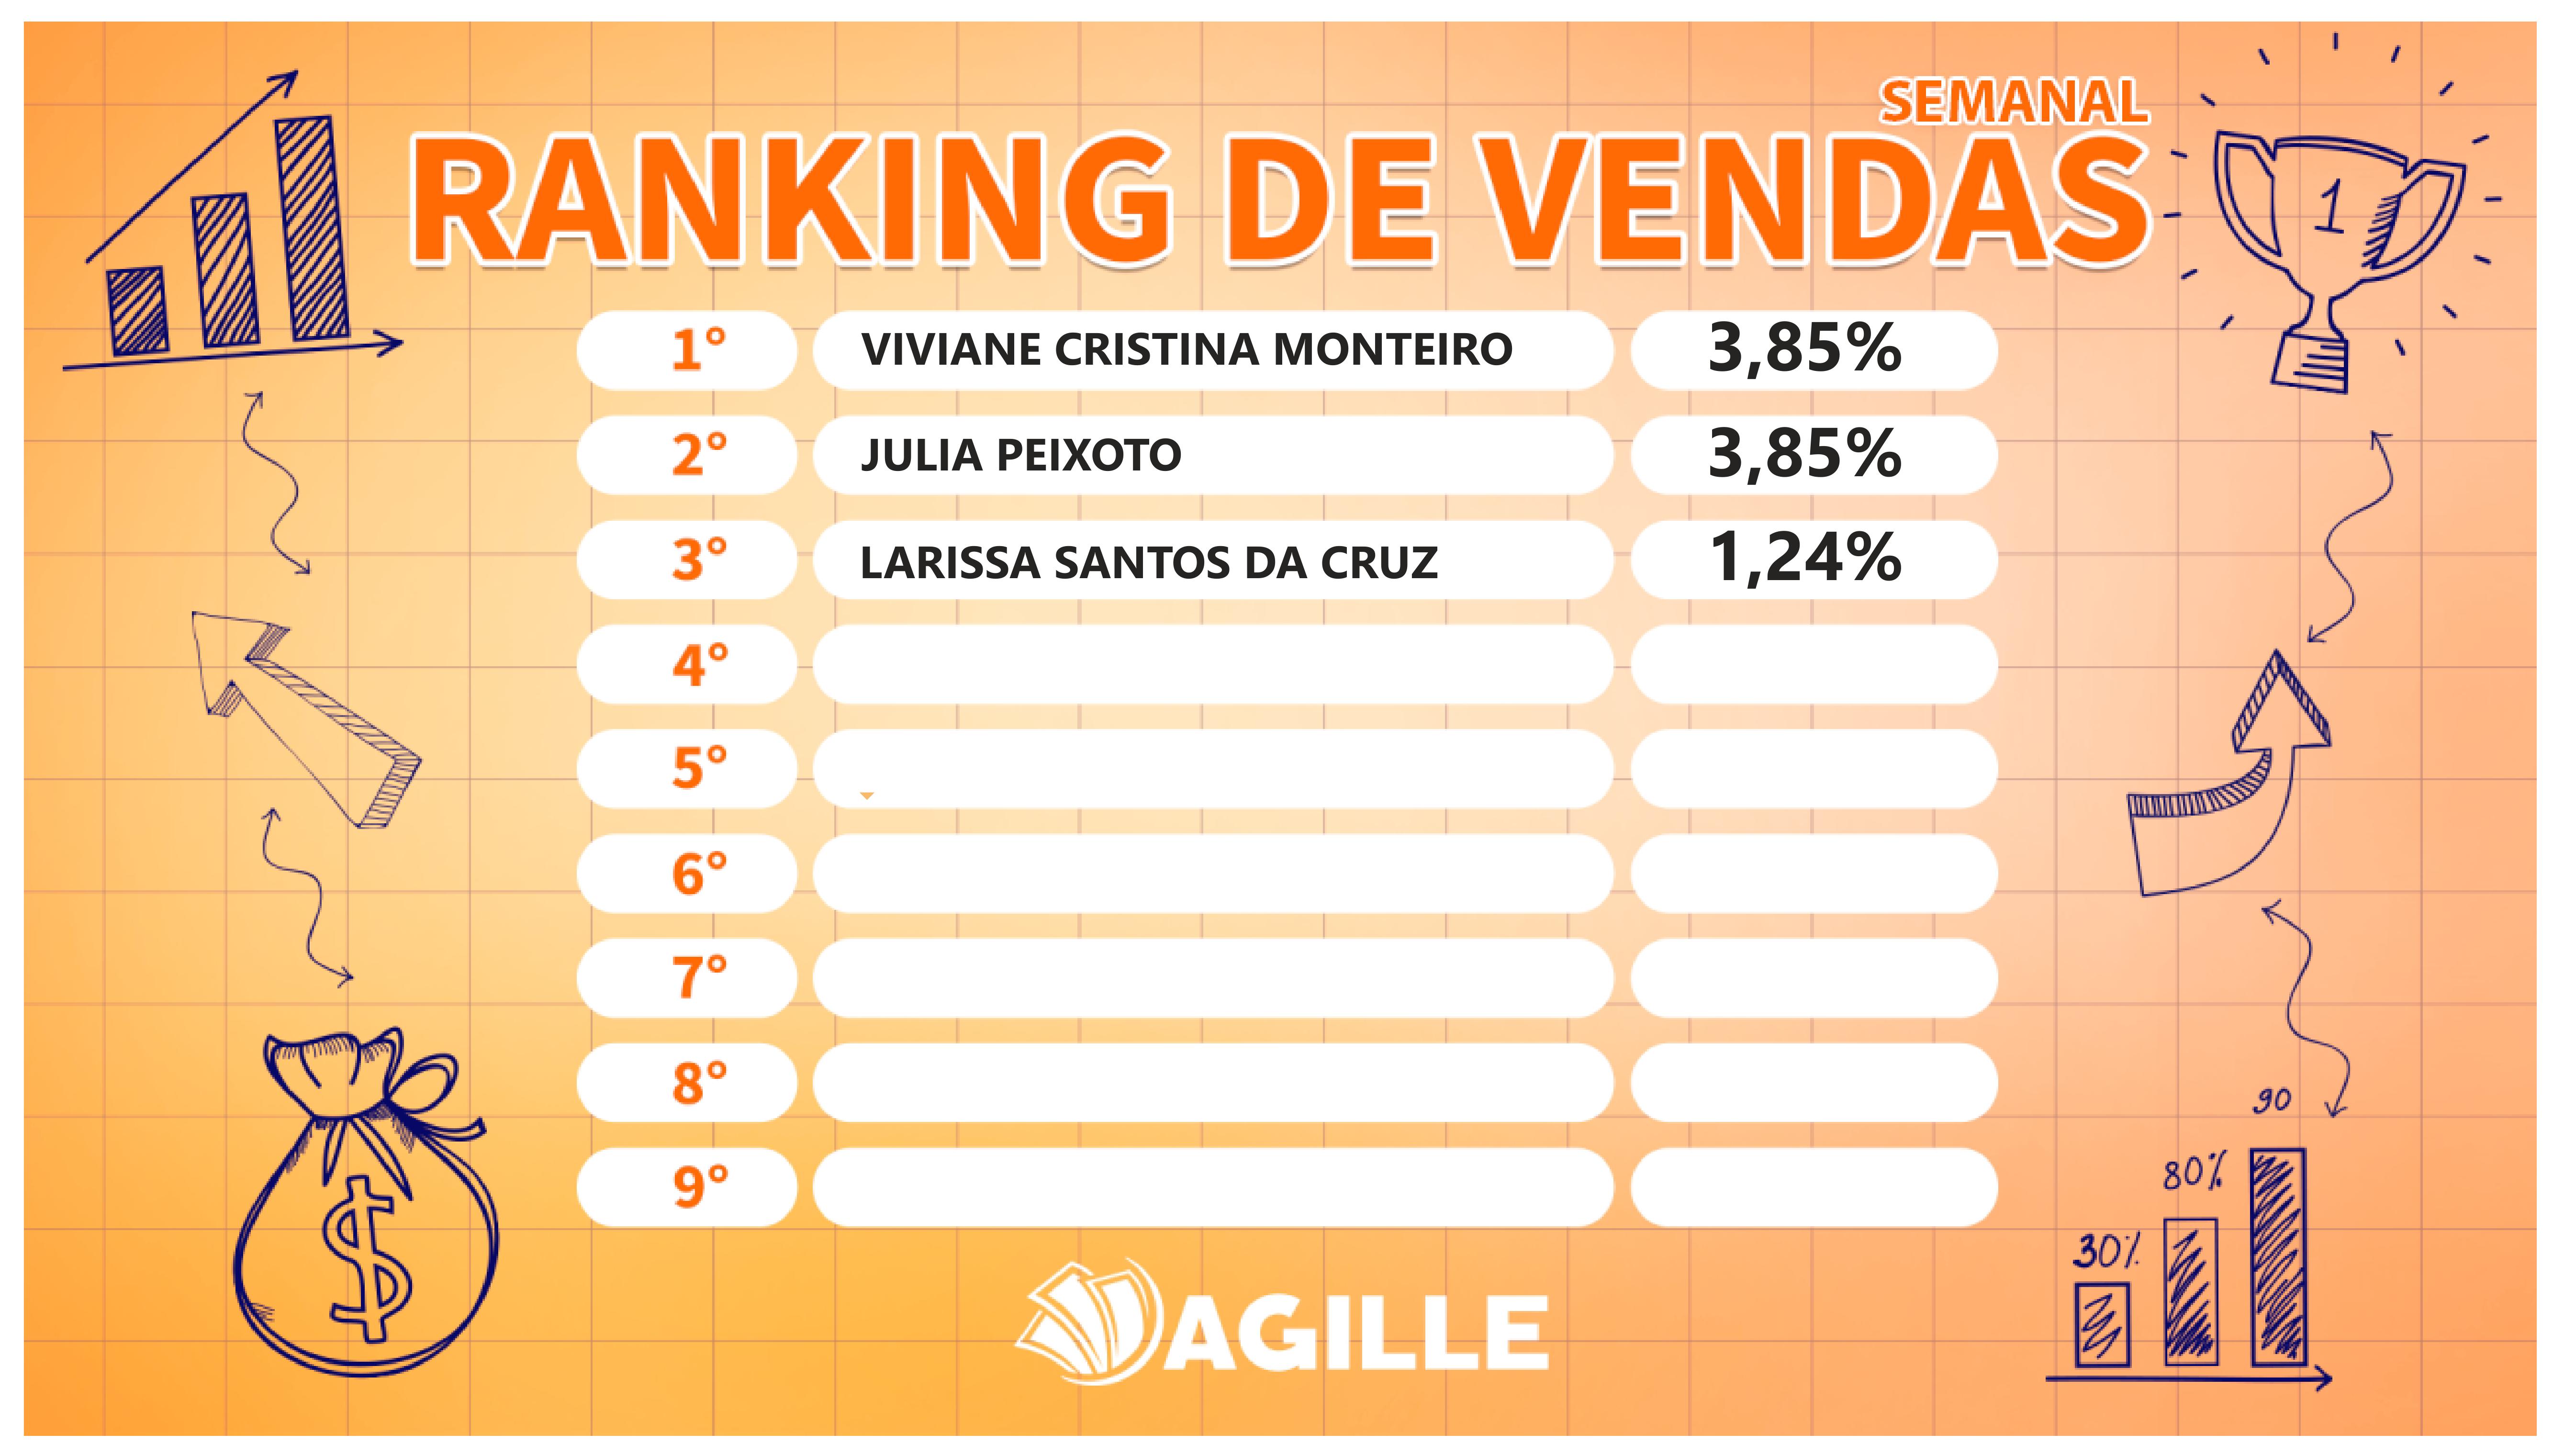 SEMANAL
RANKING DE VENDAS
1
1° VIVIANE CRISTINA MONTEIRO 3,85%
2° JULIA PEIXOTO 3,85%
3° LARISSA SANTOS DA CRUZ 1,24%
4°
5°
6°
7°
8°
9°
90
80%
30%
$
AGILLE